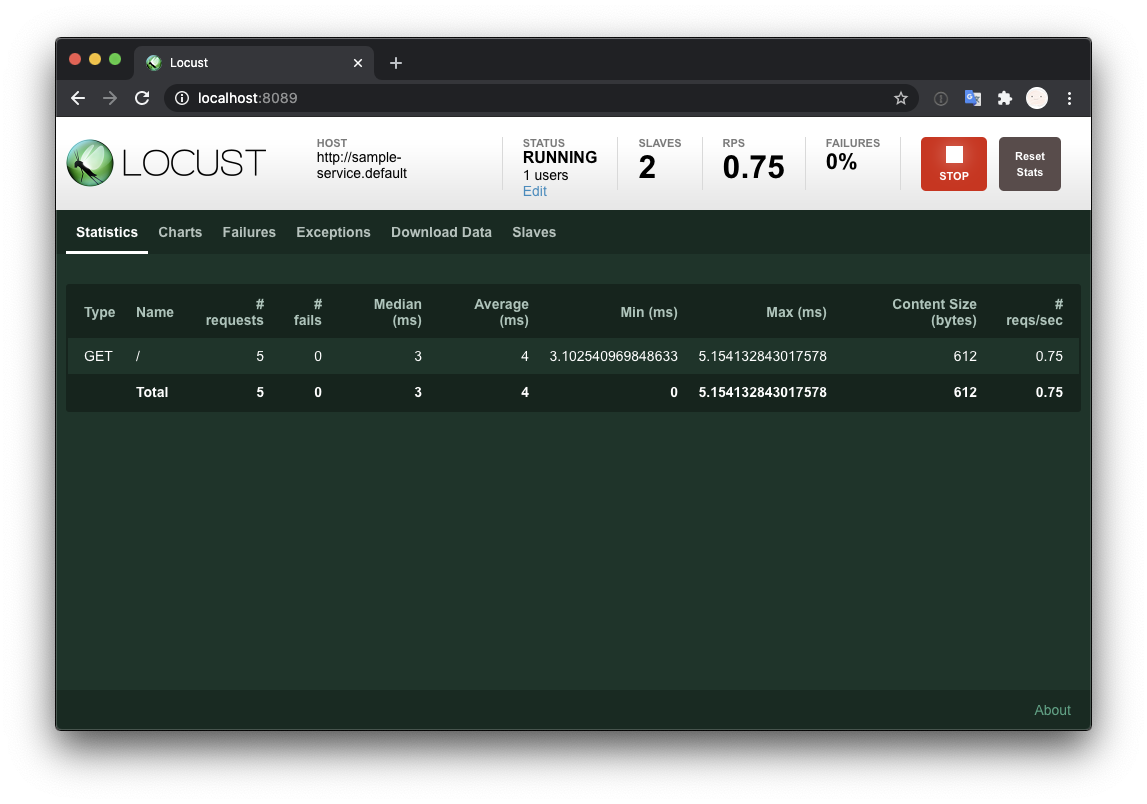 Locust
localhost:8089
LOCUST
HOST
http://sample-
service.default
STATUS
RUNNING
1 users
Edit
SLAVES
2
RPS
0.75
FAILURES
0%
STOP
Reset
Stats
Statistics Charts Failures Exceptions Download Data Slaves
Type Name # requests # fails Median (ms) Average (ms) Min (ms) Max (ms) Content Size (bytes) # reqs/sec
GET / 5 0 3 4 3.102540969848633 5.154132843017578 612 0.75
Total 5 0 3 4 0 5.154132843017578 612 0.75
About